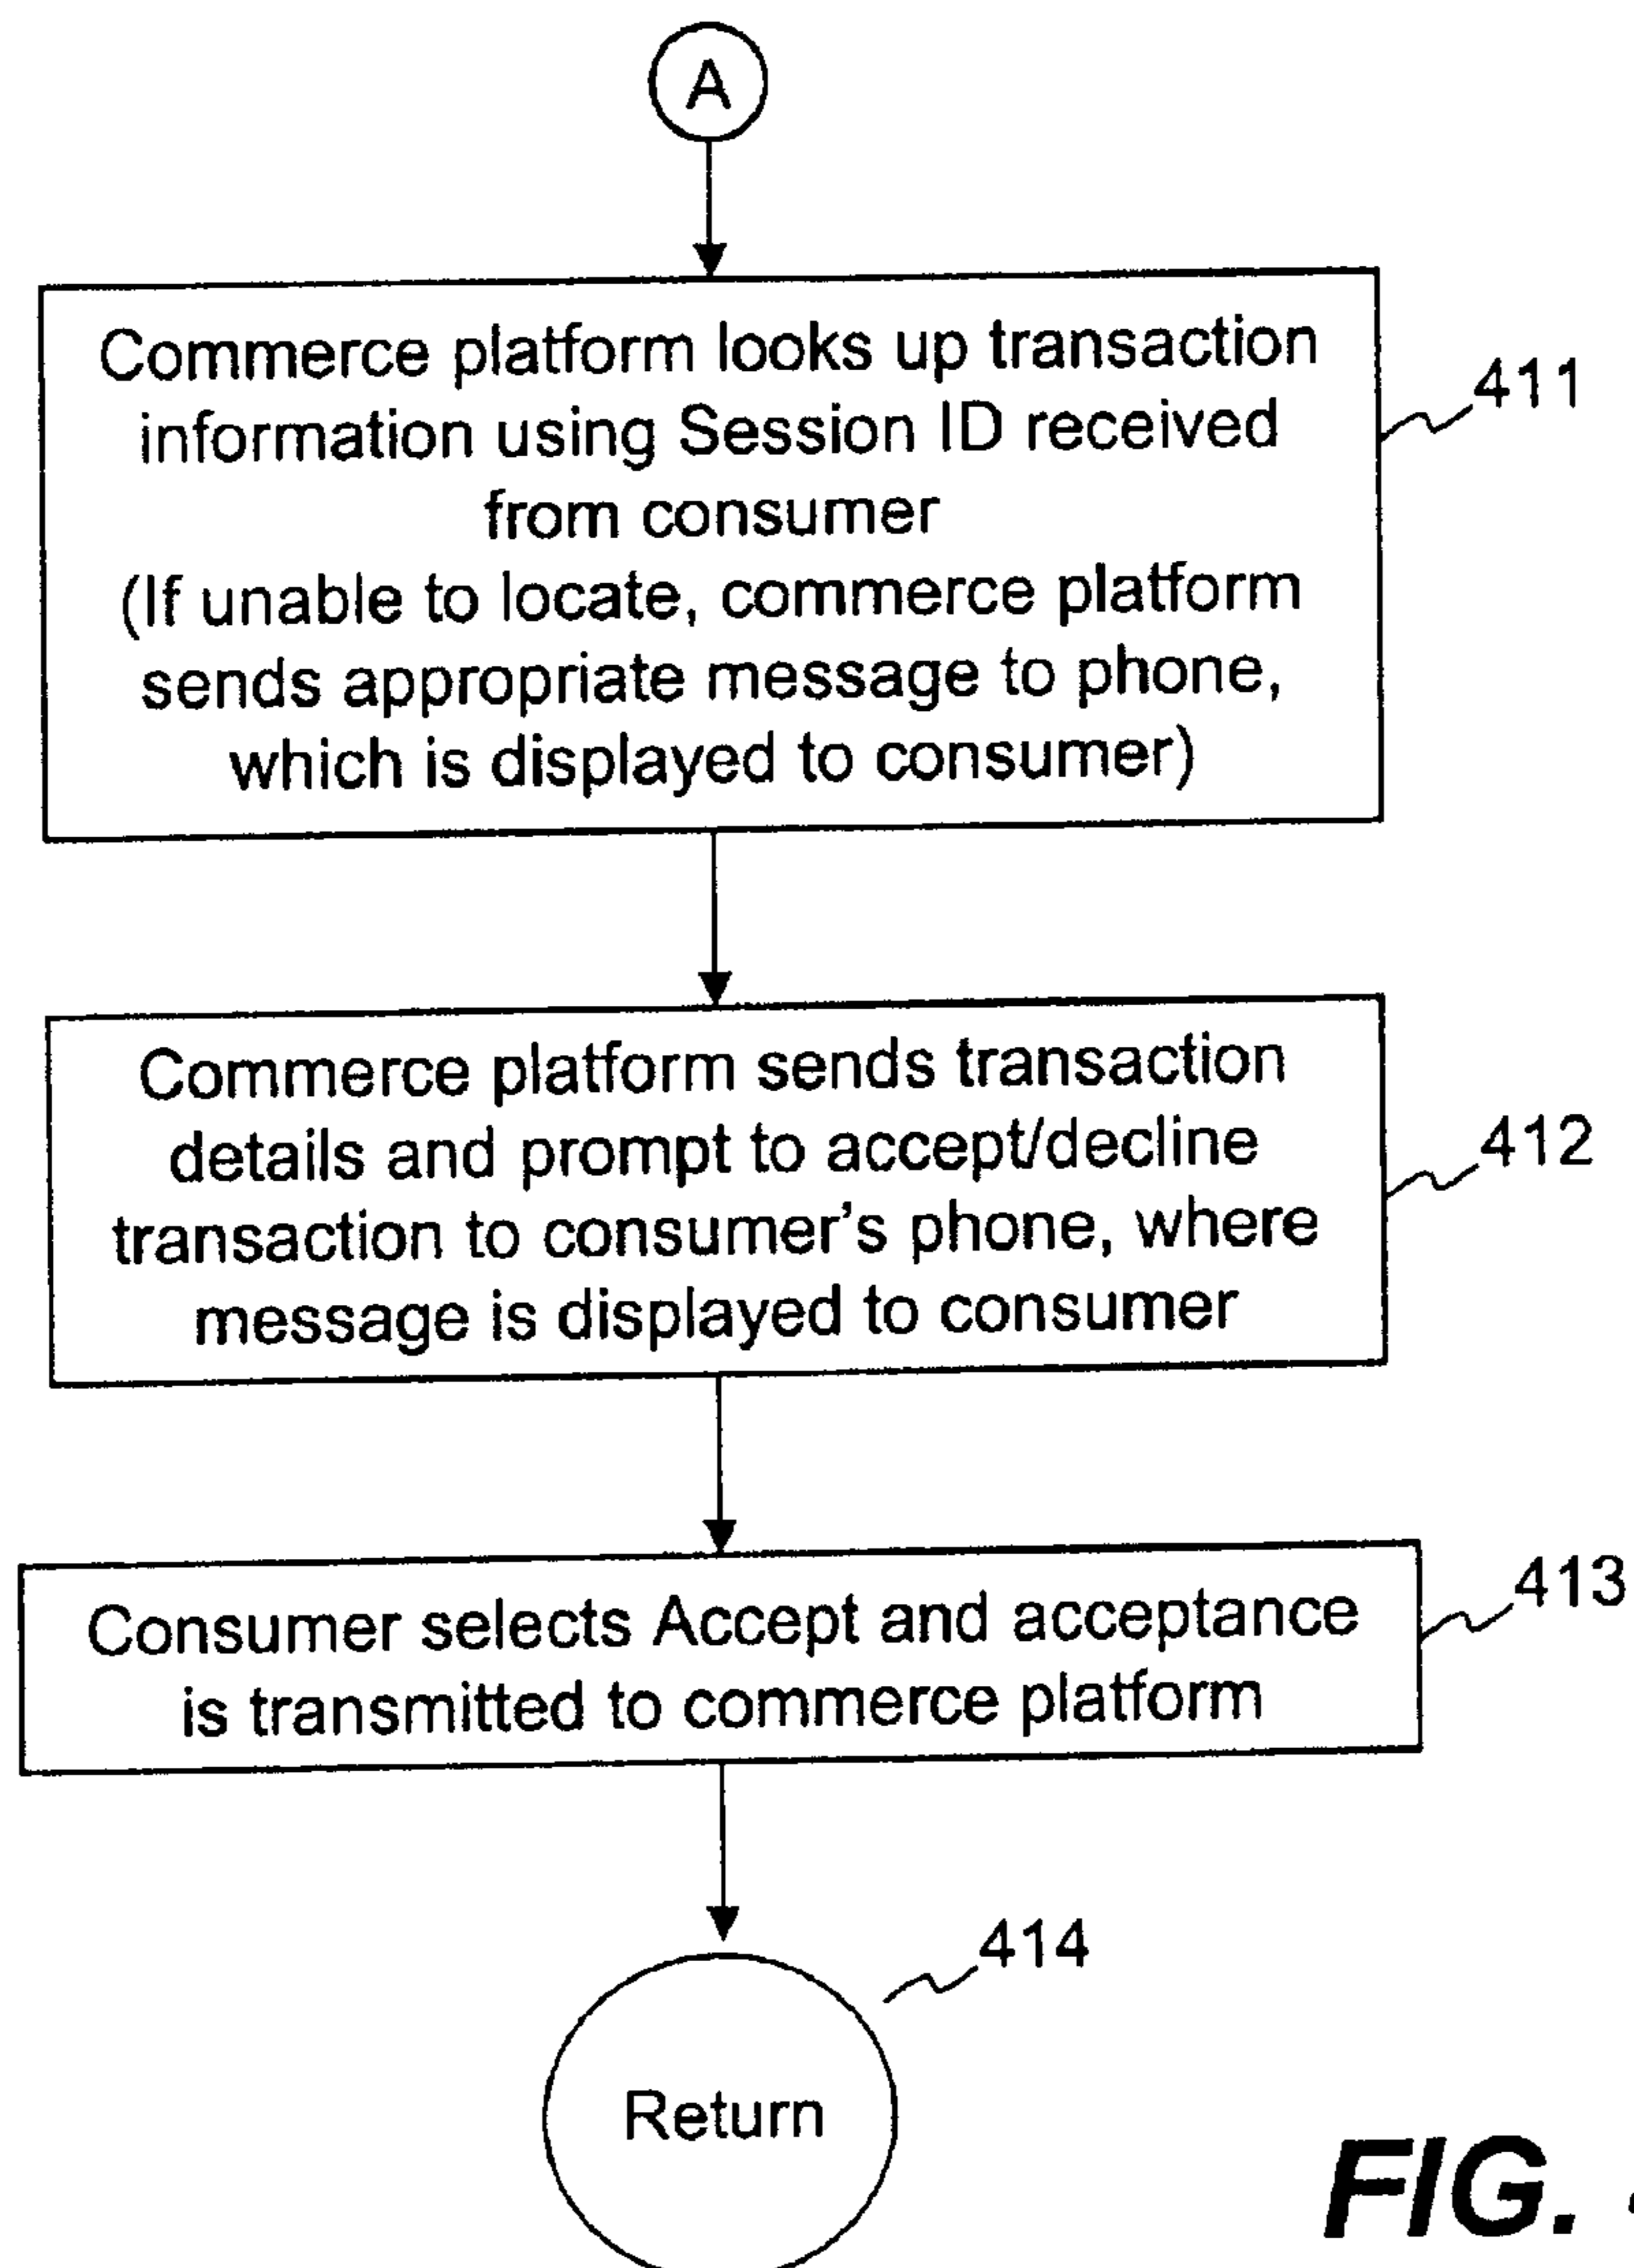 A
Commerce platform looks up transaction
information using Session ID received
from consumer
(If unable to locate, commerce platform
sends appropriate message to phone,
which is displayed to consumer)
411
Commerce platform sends transaction
details and prompt to accept/decline
transaction to consumer's phone, where
message is displayed to consumer
412
Consumer selects Accept and acceptance
is transmitted to commerce platform
413
414
Return
FIG.